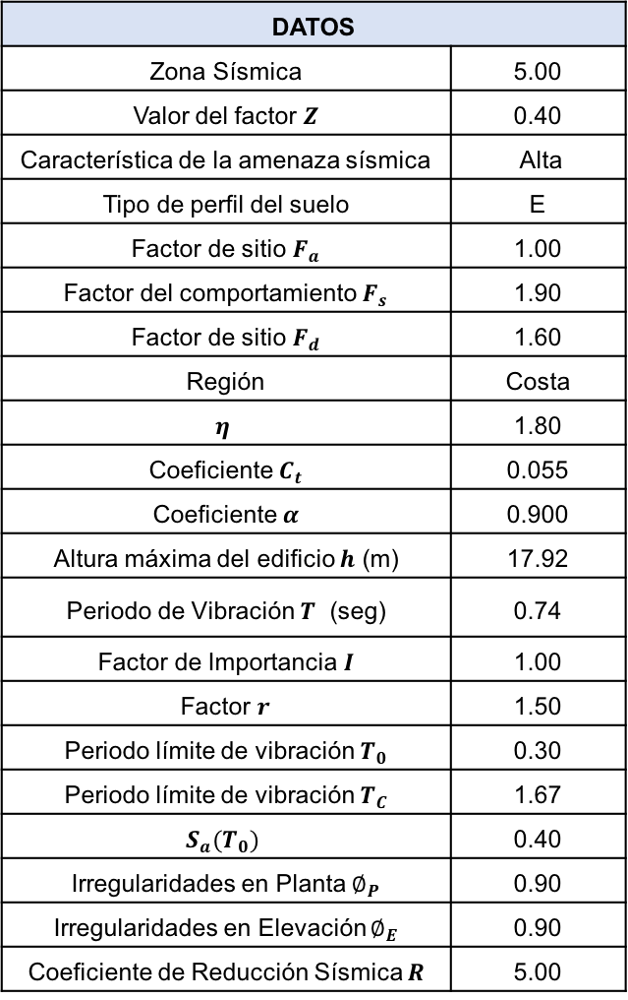 DATOS
Zona Sísmica 5.00
Valor del factor Z 0.40
Característica de la amenaza sísmica Alta
Tipo de perfil del suelo E
Factor de sitio Fₐ 1.00
Factor del comportamiento Fₛ 1.90
Factor de sitio F_d 1.60
Región Costa
η 1.80
Coeficiente Cₜ 0.055
Coeficiente α 0.900
Altura máxima del edificio h (m) 17.92
Periodo de Vibración T (seg) 0.74
Factor de Importancia I 1.00
Factor r 1.50
Periodo límite de vibración T₀ 0.30
Periodo límite de vibración T_C 1.67
Sₐ(T₀) 0.40
Irregularidades en Planta ∅_P 0.90
Irregularidades en Elevación ∅_E 0.90
Coeficiente de Reducción Sísmica R 5.00